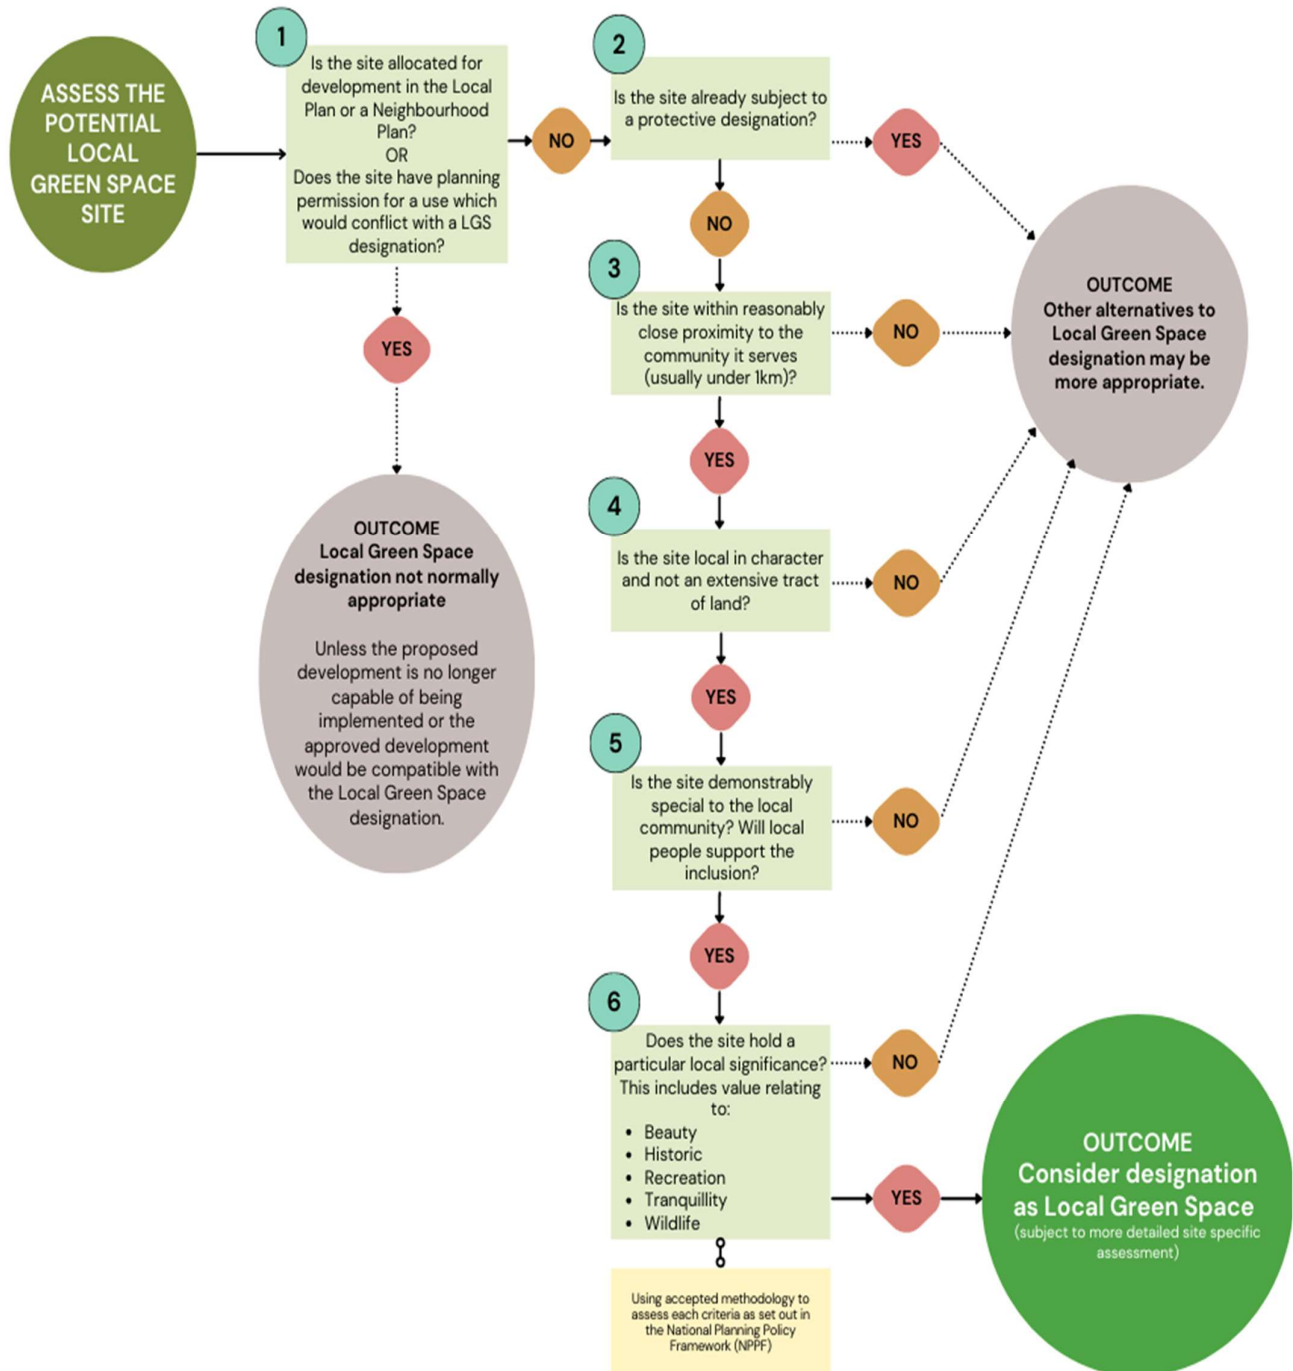 ASSESS THE
POTENTIAL
LOCAL
GREEN SPACE
SITE
1
Is the site allocated for
development in the Local
Plan or a Neighbourhood
Plan?
OR
Does the site have planning
permission for a use which
would conflict with a LGS
designation?
NO
YES
OUTCOME
Local Green Space
designation not normally
appropriate
Unless the proposed
development is no longer
capable of being
implemented or the
approved development
would be compatible with
the Local Green Space
designation.
2
Is the site already subject to
a protective designation?
YES
NO
3
Is the site within reasonably
close proximity to the
community it serves
(usually under 1km)?
NO
YES
4
Is the site local in character
and not an extensive tract
of land?
NO
YES
5
Is the site demonstrably
special to the local
community? Will local
people support the
inclusion?
NO
YES
6
Does the site hold a
particular local significance?
This includes value relating
to:
• Beauty
• Historic
• Recreation
• Tranquillity
• Wildlife
NO
YES
Using accepted methodology to
assess each criteria as set out in
the National Planning Policy
Framework (NPPF)
OUTCOME
Other alternatives to
Local Green Space
designation may be
more appropriate.
OUTCOME
Consider designation
as Local Green Space
(subject to more detailed site specific
assessment)